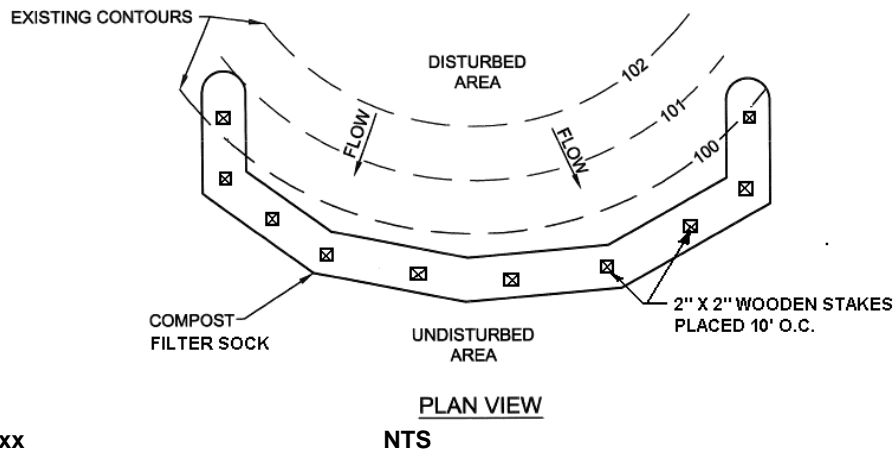 EXISTING CONTOURS
DISTURBED
AREA
102
101
100
FLOW
FLOW
2" X 2" WOODEN STAKES
PLACED 10' O.C.
COMPOST
FILTER SOCK
UNDISTURBED
AREA
PLAN VIEW
xx
NTS